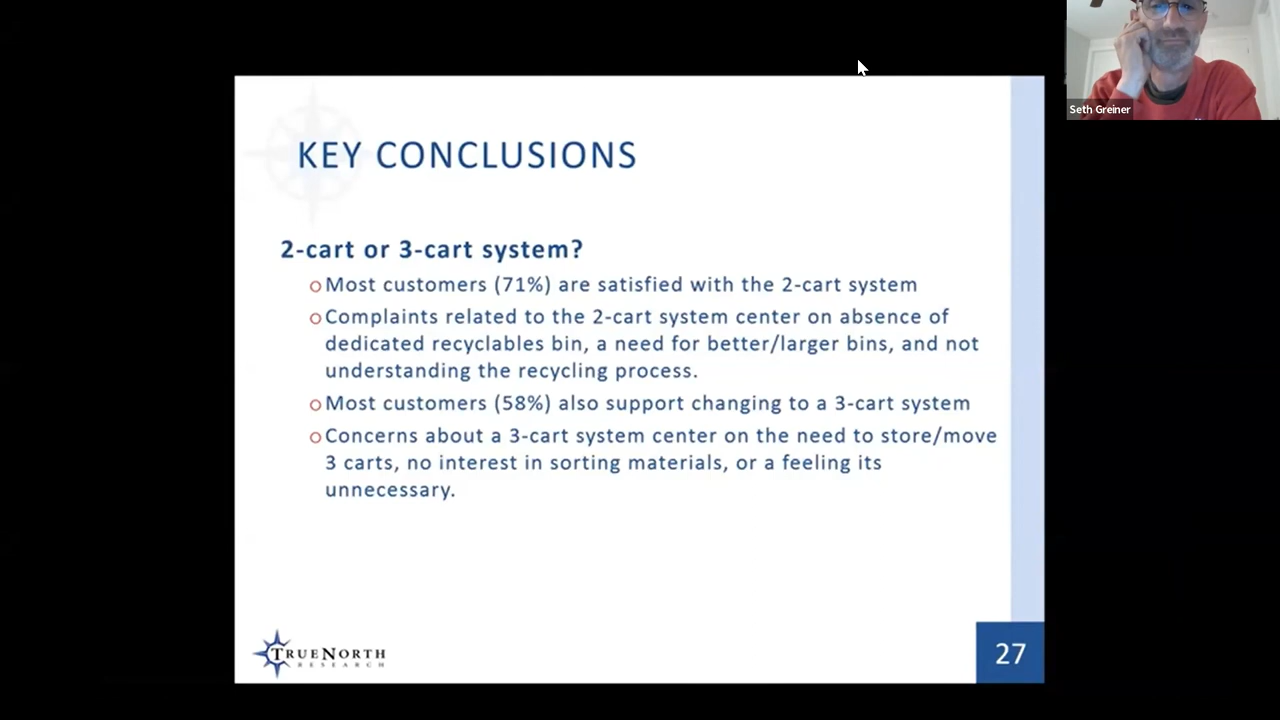 Seth Greiner
KEY CONCLUSIONS
2-cart or 3-cart system?
Most customers (71%) are satisfied with the 2-cart system
Complaints related to the 2-cart system center on absence of
dedicated recyclables bin, a need for better/larger bins, and not
understanding the recycling process.
Most customers (58%) also support changing to a 3-cart system
Concerns about a 3-cart system center on the need to store/move
3 carts, no interest in sorting materials, or a feeling its
unnecessary.
TRUENORTH
RESEARCH
27